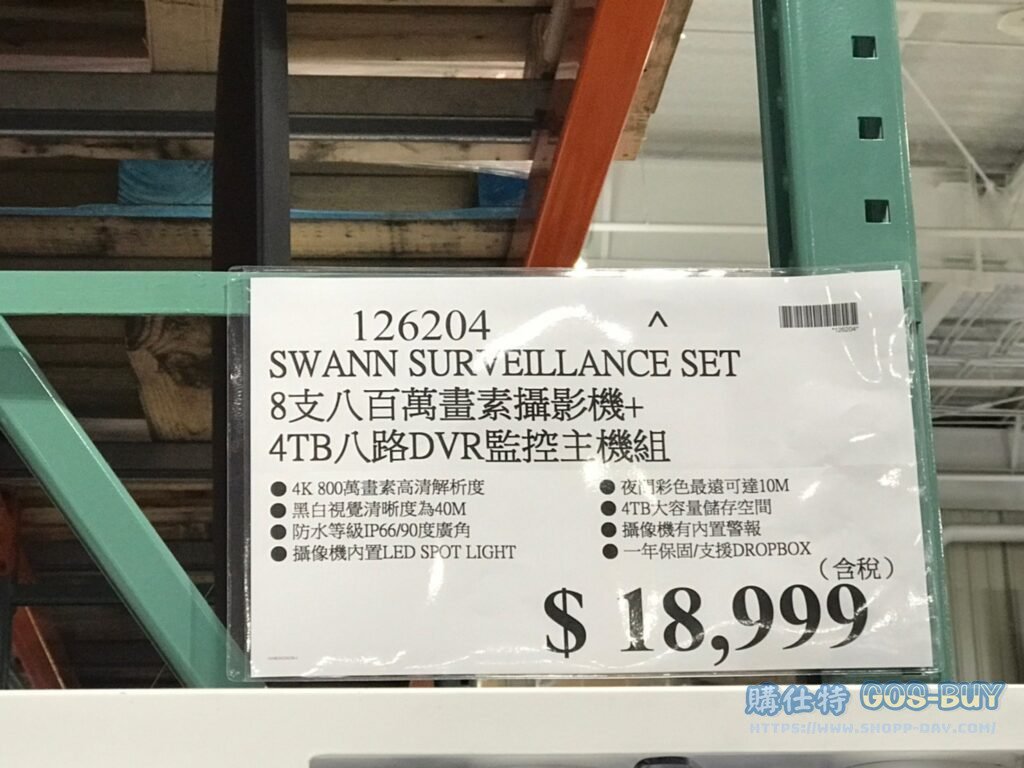 126204 ^
"126204"
SWANN SURVEILLANCE SET
8支八百萬畫素攝影機+
4TB八路DVR監控主機組
● 4K 800萬畫素高清解析度
● 黑白視覺清晰度為40M
● 防水等級IP66/90度廣角
● 攝像機內置LED SPOT LIGHT
● 夜間彩色最遠可達10M
● 4TB大容量儲存空間
● 攝像機有內置警報
● 一年保固/支援DROPBOX
(含稅)
$ 18,999
購仕特 GOS-BUY
HTTPS://WWW.SHOPP-DAY.COM/